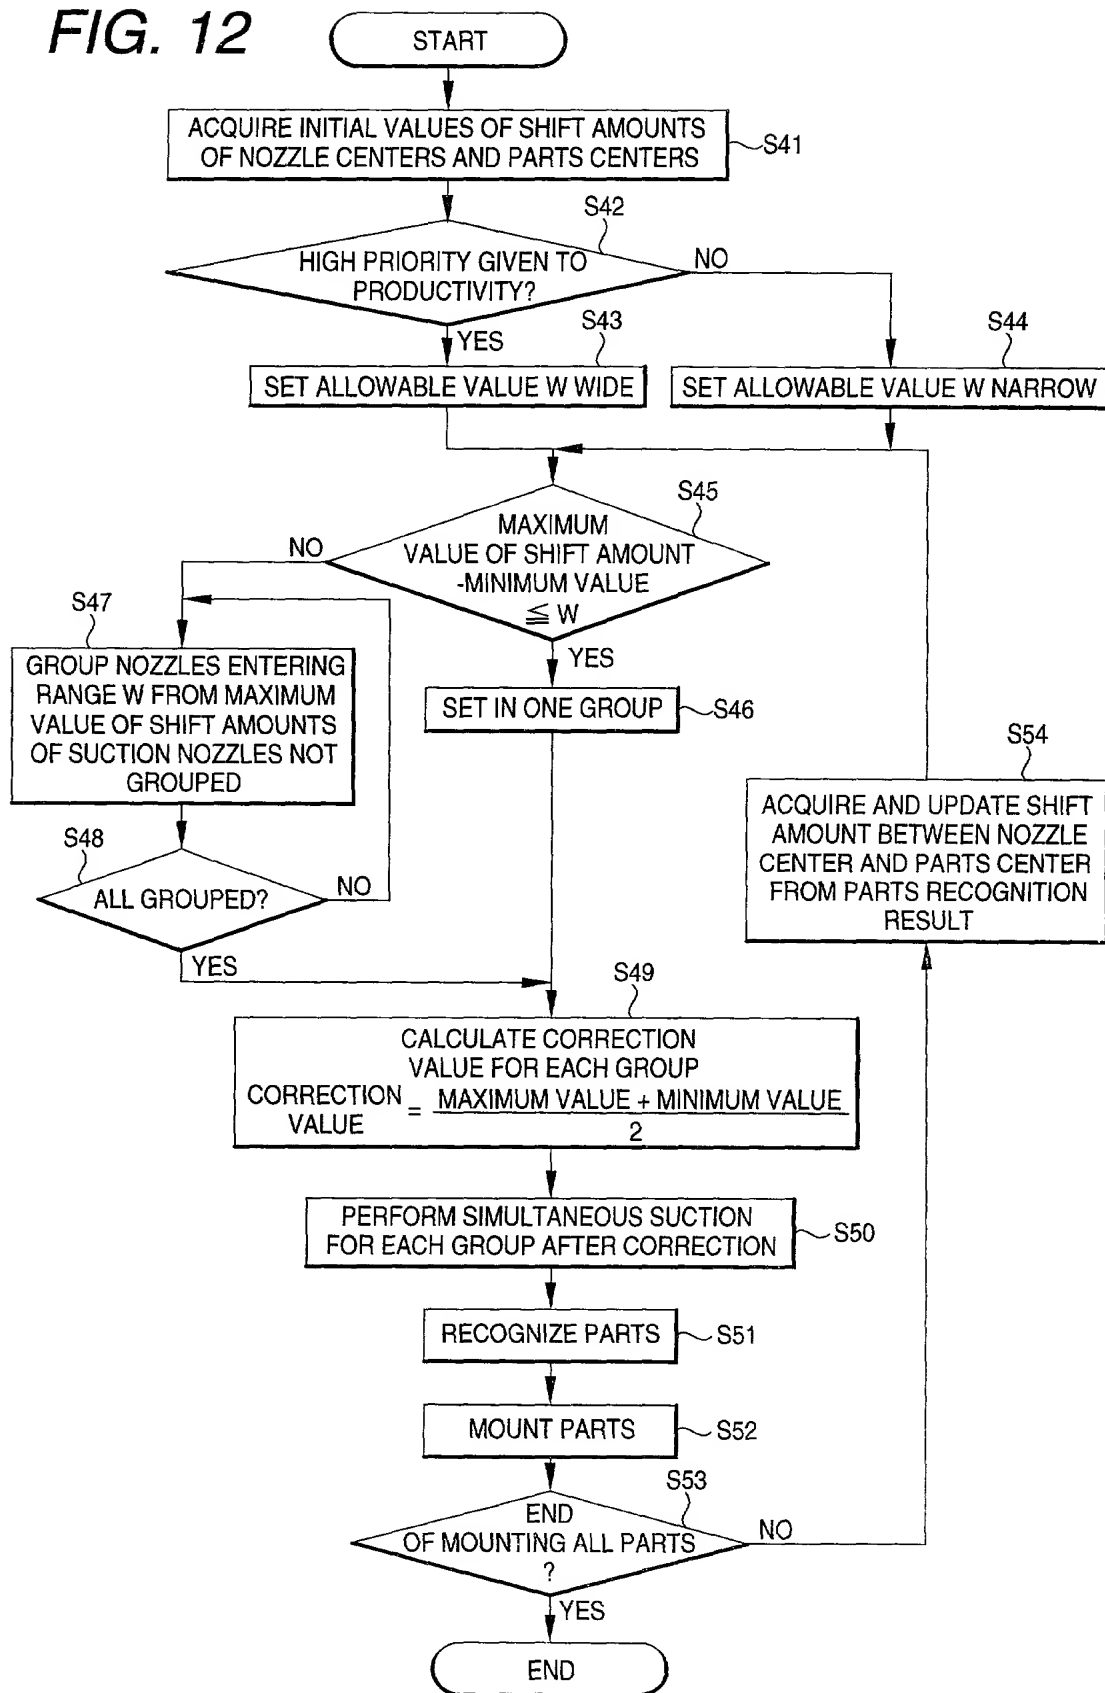 FIG. 12
START
ACQUIRE INITIAL VALUES OF SHIFT AMOUNTS
OF NOZZLE CENTERS AND PARTS CENTERS
S41
S42
HIGH PRIORITY GIVEN TO
PRODUCTIVITY?
NO
YES
S43
SET ALLOWABLE VALUE W WIDE
S44
SET ALLOWABLE VALUE W NARROW
S45
MAXIMUM
VALUE OF SHIFT AMOUNT
-MINIMUM VALUE
≦ W
NO
YES
S47
GROUP NOZZLES ENTERING
RANGE W FROM MAXIMUM
VALUE OF SHIFT AMOUNTS
OF SUCTION NOZZLES NOT
GROUPED
SET IN ONE GROUP
S46
S48
ALL GROUPED?
NO
YES
S54
ACQUIRE AND UPDATE SHIFT
AMOUNT BETWEEN NOZZLE
CENTER AND PARTS CENTER
FROM PARTS RECOGNITION
RESULT
S49
CALCULATE CORRECTION
VALUE FOR EACH GROUP
CORRECTION VALUE = MAXIMUM VALUE + MINIMUM VALUE
2
PERFORM SIMULTANEOUS SUCTION
FOR EACH GROUP AFTER CORRECTION
S50
RECOGNIZE PARTS
S51
MOUNT PARTS
S52
S53
END
OF MOUNTING ALL PARTS
?
NO
YES
END